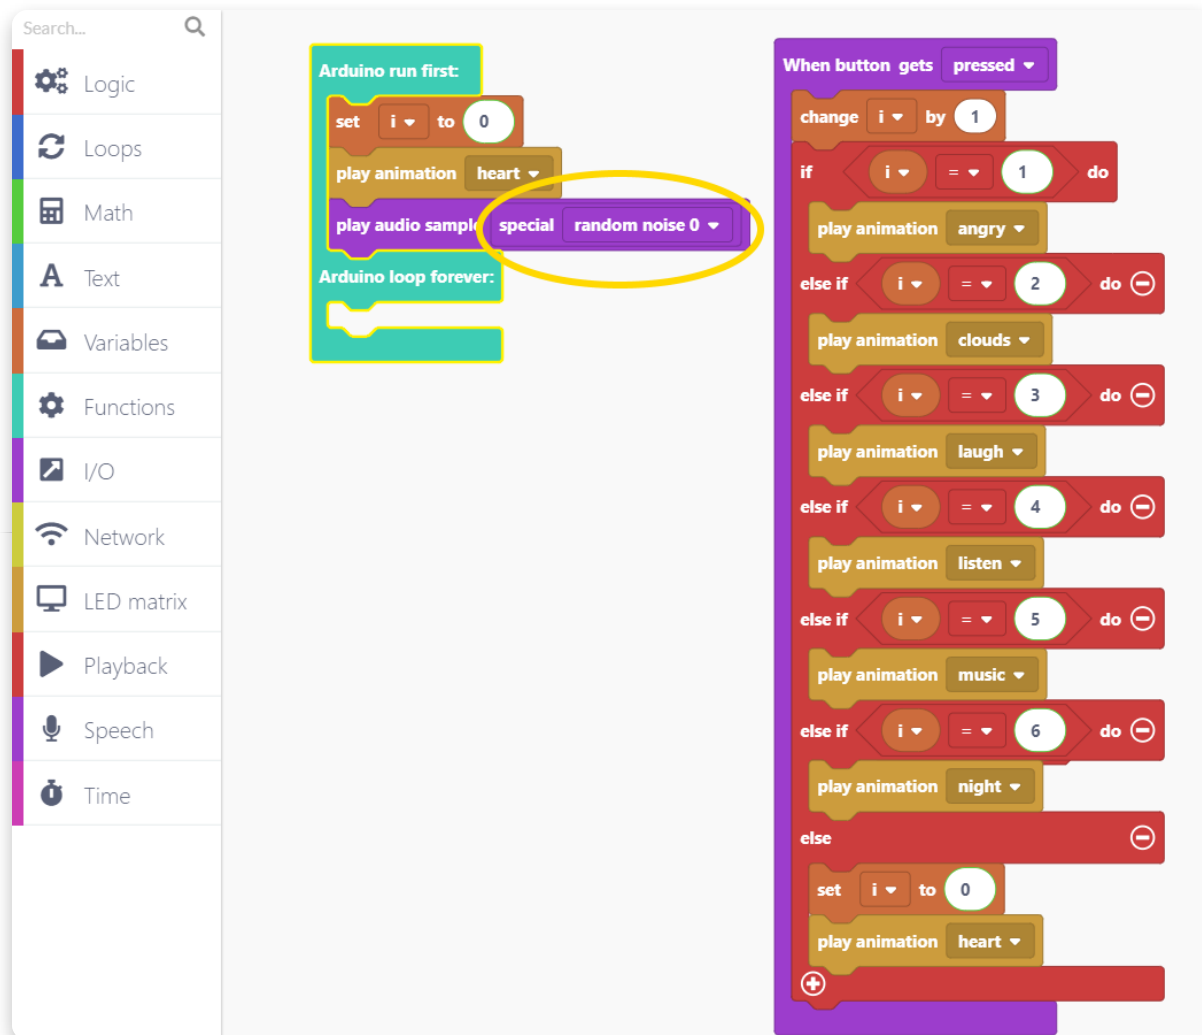 Search...
Logic
Loops
Math
Text
Variables
Functions
I/O
Network
LED matrix
Playback
Speech
Time
Arduino run first:
set i to 0
play animation heart
play audio sample special random noise 0
Arduino loop forever:
When button gets pressed
change i by 1
if i = 1 do
play animation angry
else if i = 2 do
play animation clouds
else if i = 3 do
play animation laugh
else if i = 4 do
play animation listen
else if i = 5 do
play animation music
else if i = 6 do
play animation night
else
set i to 0
play animation heart